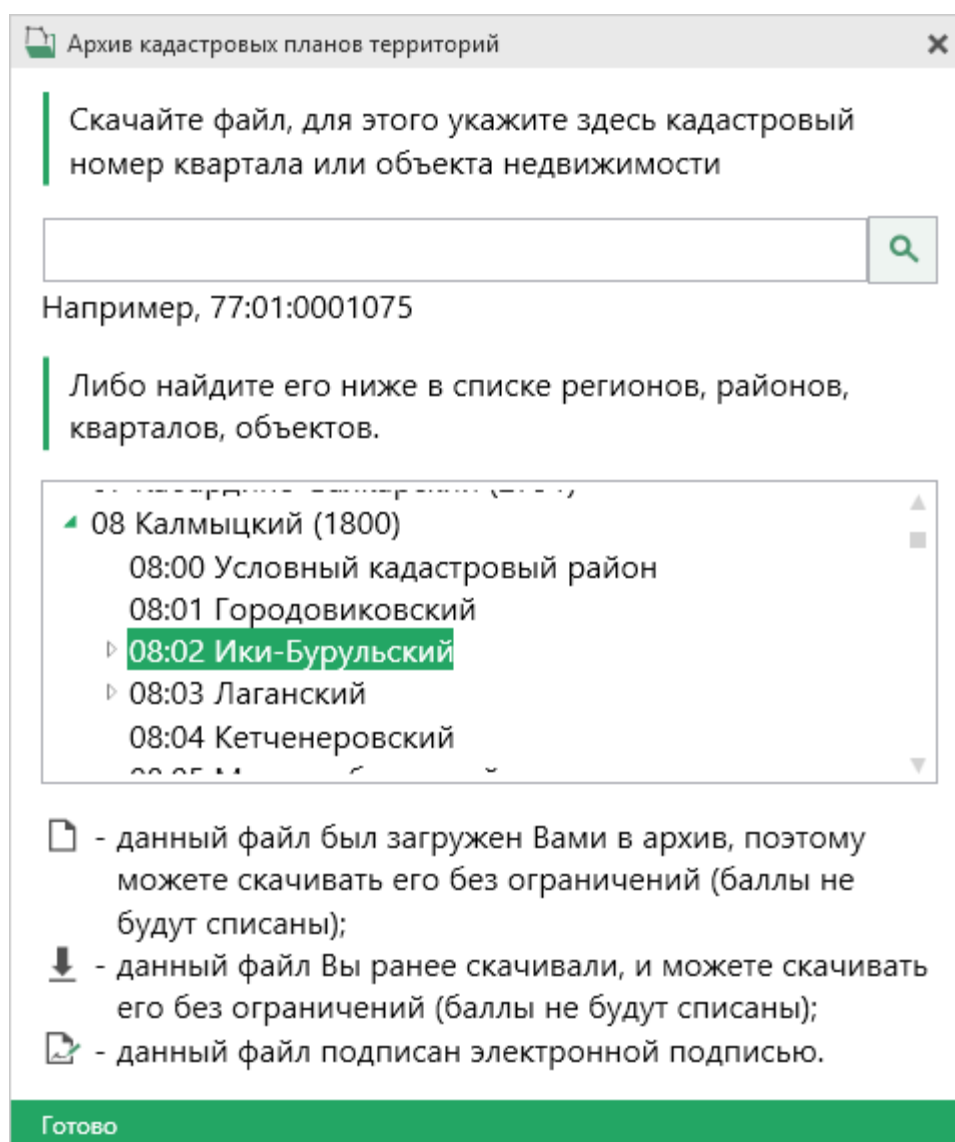 Архив кадастровых планов территорий
Скачайте файл, для этого укажите здесь кадастровый
номер квартала или объекта недвижимости
Например, 77:01:0001075
Либо найдите его ниже в списке регионов, районов,
кварталов, объектов.
08 Калмыцкий (1800)
08:00 Условный кадастровый район
08:01 Городовиковский
08:02 Ики-Бурульский
08:03 Лаганский
08:04 Кетченеровский
- данный файл был загружен Вами в архив, поэтому
можете скачивать его без ограничений (баллы не
будут списаны);
- данный файл Вы ранее скачивали, и можете скачивать
его без ограничений (баллы не будут списаны);
- данный файл подписан электронной подписью.
Готово